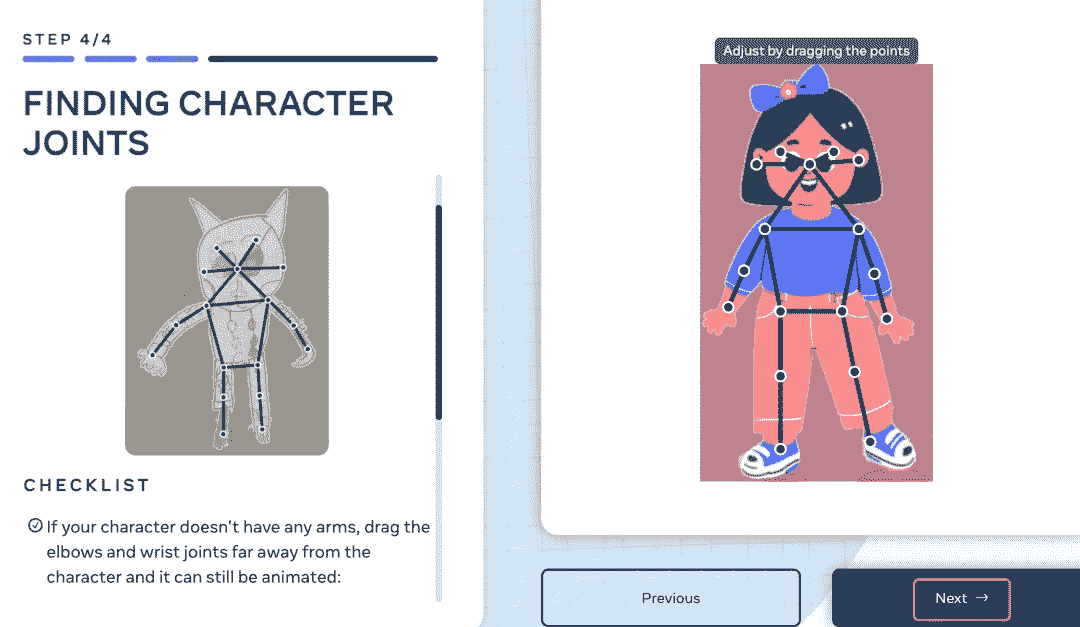 STEP 4/4
FINDING CHARACTER
JOINTS
CHECKLIST
If your character doesn't have any arms, drag the
elbows and wrist joints far away from the
character and it can still be animated:
Adjust by dragging the points
Previous
Next →